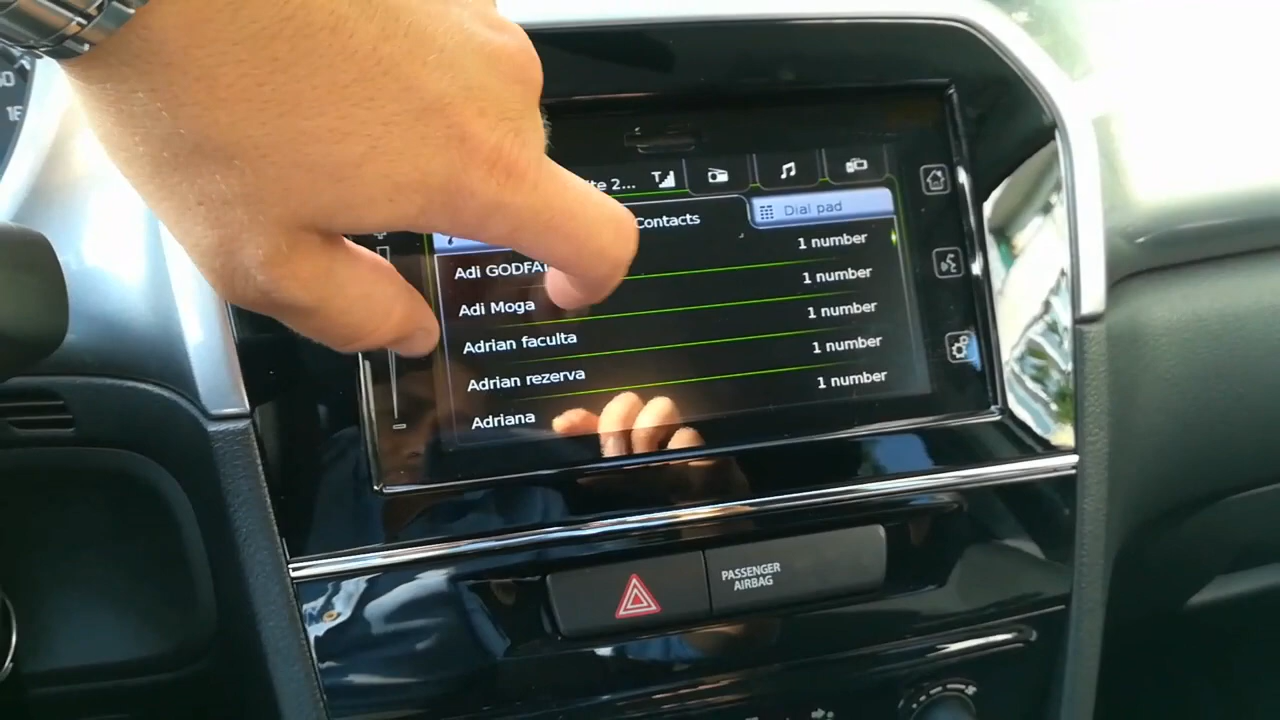 ite 2...
Contacts
Dial pad
1 number
Adi GODFA
1 number
Adi Moga
1 number
Adrian faculta
1 number
Adrian rezerva
1 number
Adriana
PASSENGER
AIRBAG